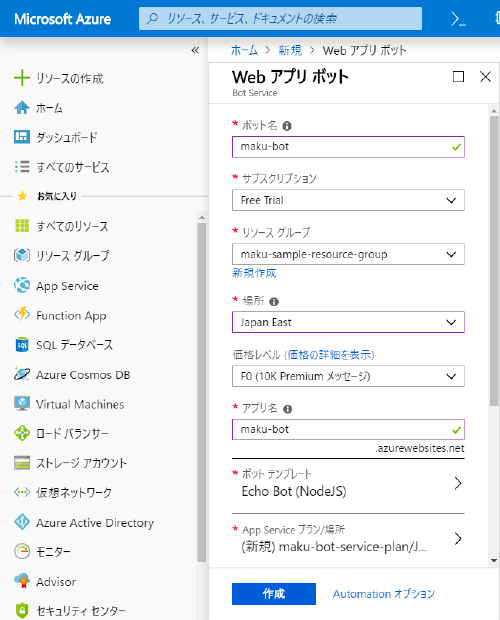 Microsoft Azure
リソース、サービス、ドキュメントの検索
«
リソースの作成
ホーム
ダッシュボード
すべてのサービス
お気に入り
すべてのリソース
リソース グループ
App Service
Function App
SQL データベース
Azure Cosmos DB
Virtual Machines
ロード バランサー
ストレージ アカウント
仮想ネットワーク
Azure Active Directory
モニター
Advisor
セキュリティ センター
ホーム > 新規 > Web アプリ ボット
Web アプリ ボット
Bot Service
* ボット名
maku-bot
* サブスクリプション
Free Trial
* リソース グループ
maku-sample-resource-group
新規作成
* 場所
Japan East
価格レベル (価格の詳細を表示)
F0 (10K Premium メッセージ)
* アプリ名
maku-bot
.azurewebsites.net
* ボット テンプレート
Echo Bot (NodeJS)
* App Service プラン/場所
(新規) maku-bot-service-plan/J...
作成
Automation オプション